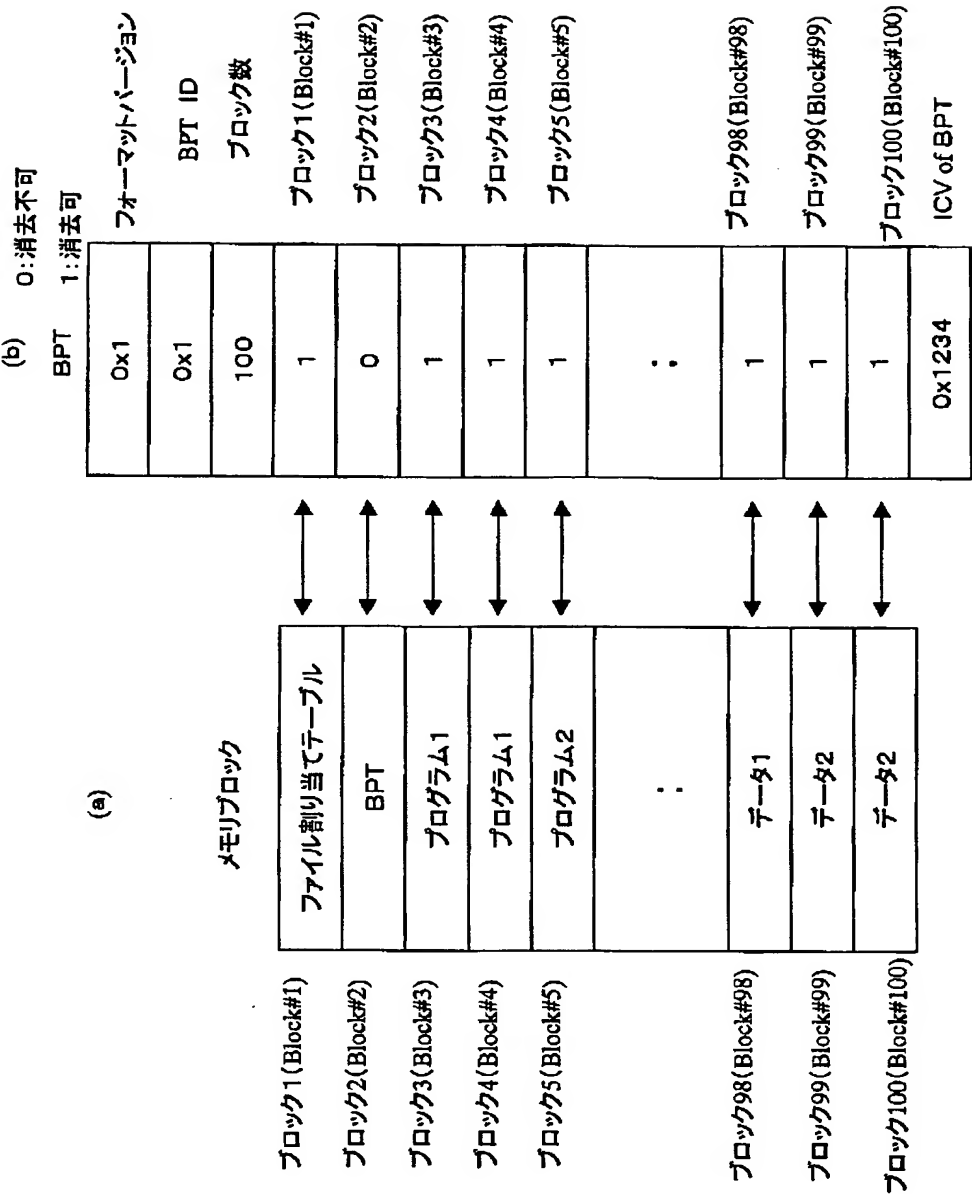 (a)
メモリブロック
ブロック1(Block#1)
ファイル割り当てテーブル
ブロック2(Block#2)
BPT
ブロック3(Block#3)
プログラム1
ブロック4(Block#4)
プログラム1
ブロック5(Block#5)
プログラム2
:
ブロック98(Block#98)
データ1
ブロック99(Block#99)
データ2
ブロック100(Block#100)
データ2
(b)
0:消去不可
BPT
1:消去可
0x1
フォーマットバージョン
0x1
BPT ID
100
ブロック数
1
ブロック1(Block#1)
0
ブロック2(Block#2)
1
ブロック3(Block#3)
1
ブロック4(Block#4)
1
ブロック5(Block#5)
:
1
ブロック98(Block#98)
1
ブロック99(Block#99)
1
ブロック100(Block#100)
0x1234
ICV of BPT